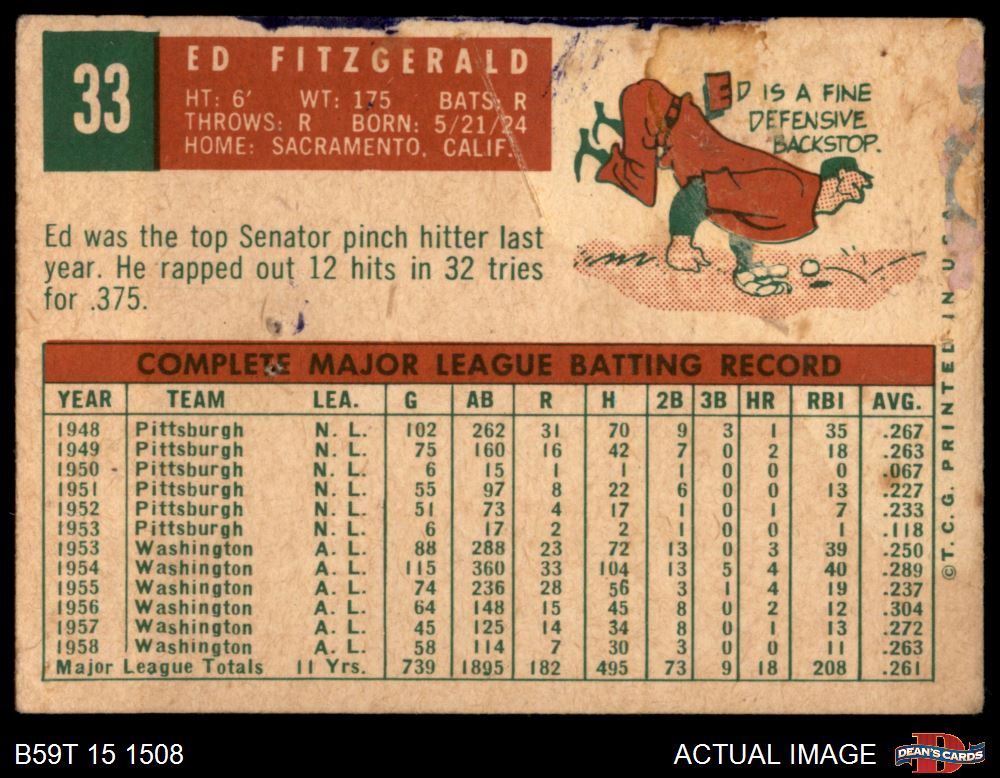 33
ED FITZGERALD
HT: 6' WT: 175 BATS: R
THROWS: R BORN: 5/21/24
HOME: SACRAMENTO, CALIF.
ED IS A FINE
DEFENSIVE
BACKSTOP.
Ed was the top Senator pinch hitter last
year. He rapped out 12 hits in 32 tries
for .375.
COMPLETE MAJOR LEAGUE BATTING RECORD
YEAR TEAM LEA. G AB R H 2B 3B HR RBI AVG.
1948 Pittsburgh N. L. 102 262 31 70 9 3 1 35 .267
1949 Pittsburgh N. L. 75 160 16 42 7 0 2 18 .263
1950 Pittsburgh N. L. 6 15 1 1 1 0 0 0 .067
1951 Pittsburgh N. L. 55 97 8 22 6 0 0 13 .227
1952 Pittsburgh N. L. 51 73 4 17 1 0 1 7 .233
1953 Pittsburgh N. L. 6 17 2 2 1 0 0 1 .118
1953 Washington A. L. 88 288 23 72 13 0 3 39 .250
1954 Washington A. L. 115 360 33 104 13 5 4 40 .289
1955 Washington A. L. 74 236 28 56 3 1 4 19 .237
1956 Washington A. L. 64 148 15 45 8 0 2 12 .304
1957 Washington A. L. 45 125 14 34 8 0 1 13 .272
1958 Washington A. L. 58 114 7 30 3 0 0 11 .263
Major League Totals 11 Yrs. 739 1895 182 495 73 9 18 208 .261
© T. C. G. PRINTED IN U. S. A.
B59T 15 1508
ACTUAL IMAGE
DEAN'S CARDS